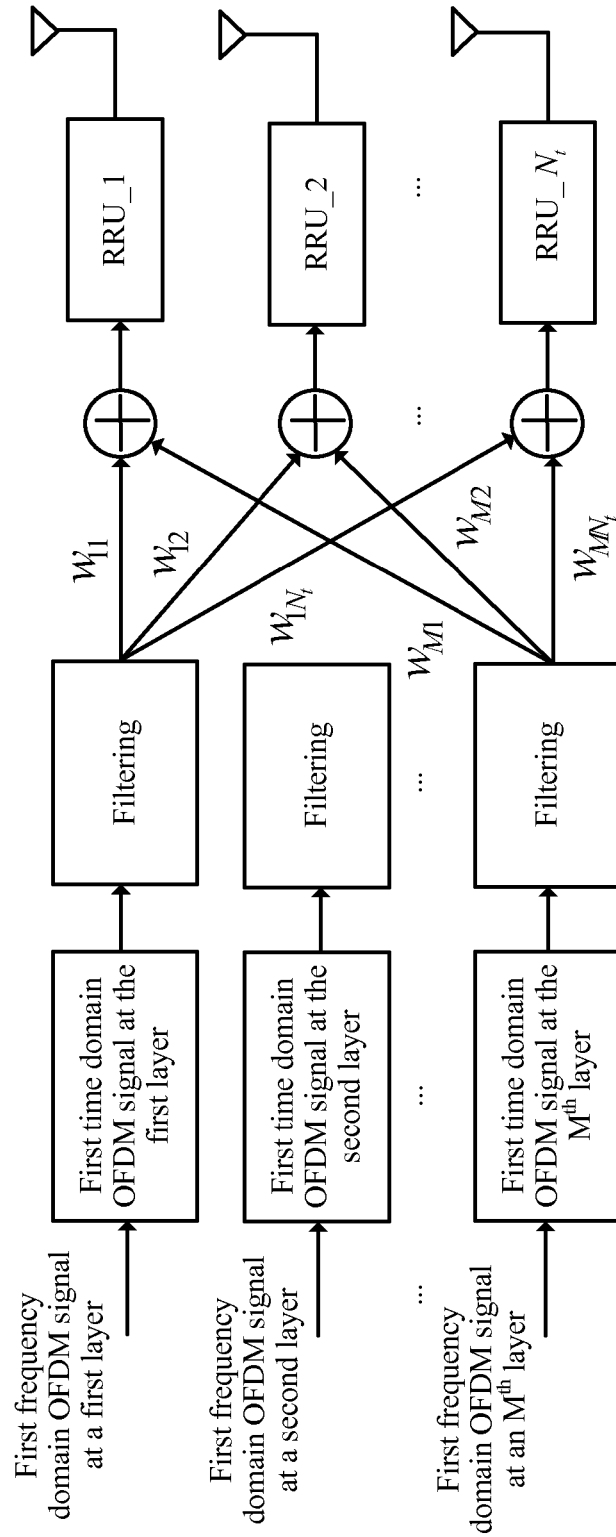 First frequency
domain OFDM signal
at a first layer
First time domain
OFDM signal at the
first layer
Filtering
W11
W12
W1Nt
RRU_1
First frequency
domain OFDM signal
at a second layer
First time domain
OFDM signal at the
second layer
Filtering
RRU_2
...
...
...
...
...
First frequency
domain OFDM signal
at an Mth layer
First time domain
OFDM signal at the
Mth layer
Filtering
WM1
WM2
WMNt
RRU_Nt